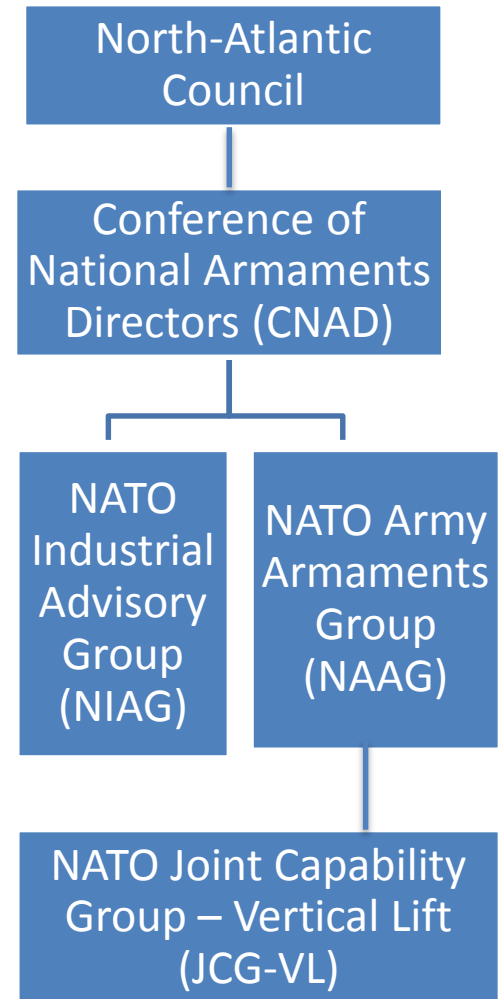 North-Atlantic
Council
Conference of
National Armaments
Directors (CNAD)
NATO
Industrial
Advisory
Group
(NIAG)
NATO Army
Armaments
Group
(NAAG)
NATO Joint Capability
Group – Vertical Lift
(JCG-VL)